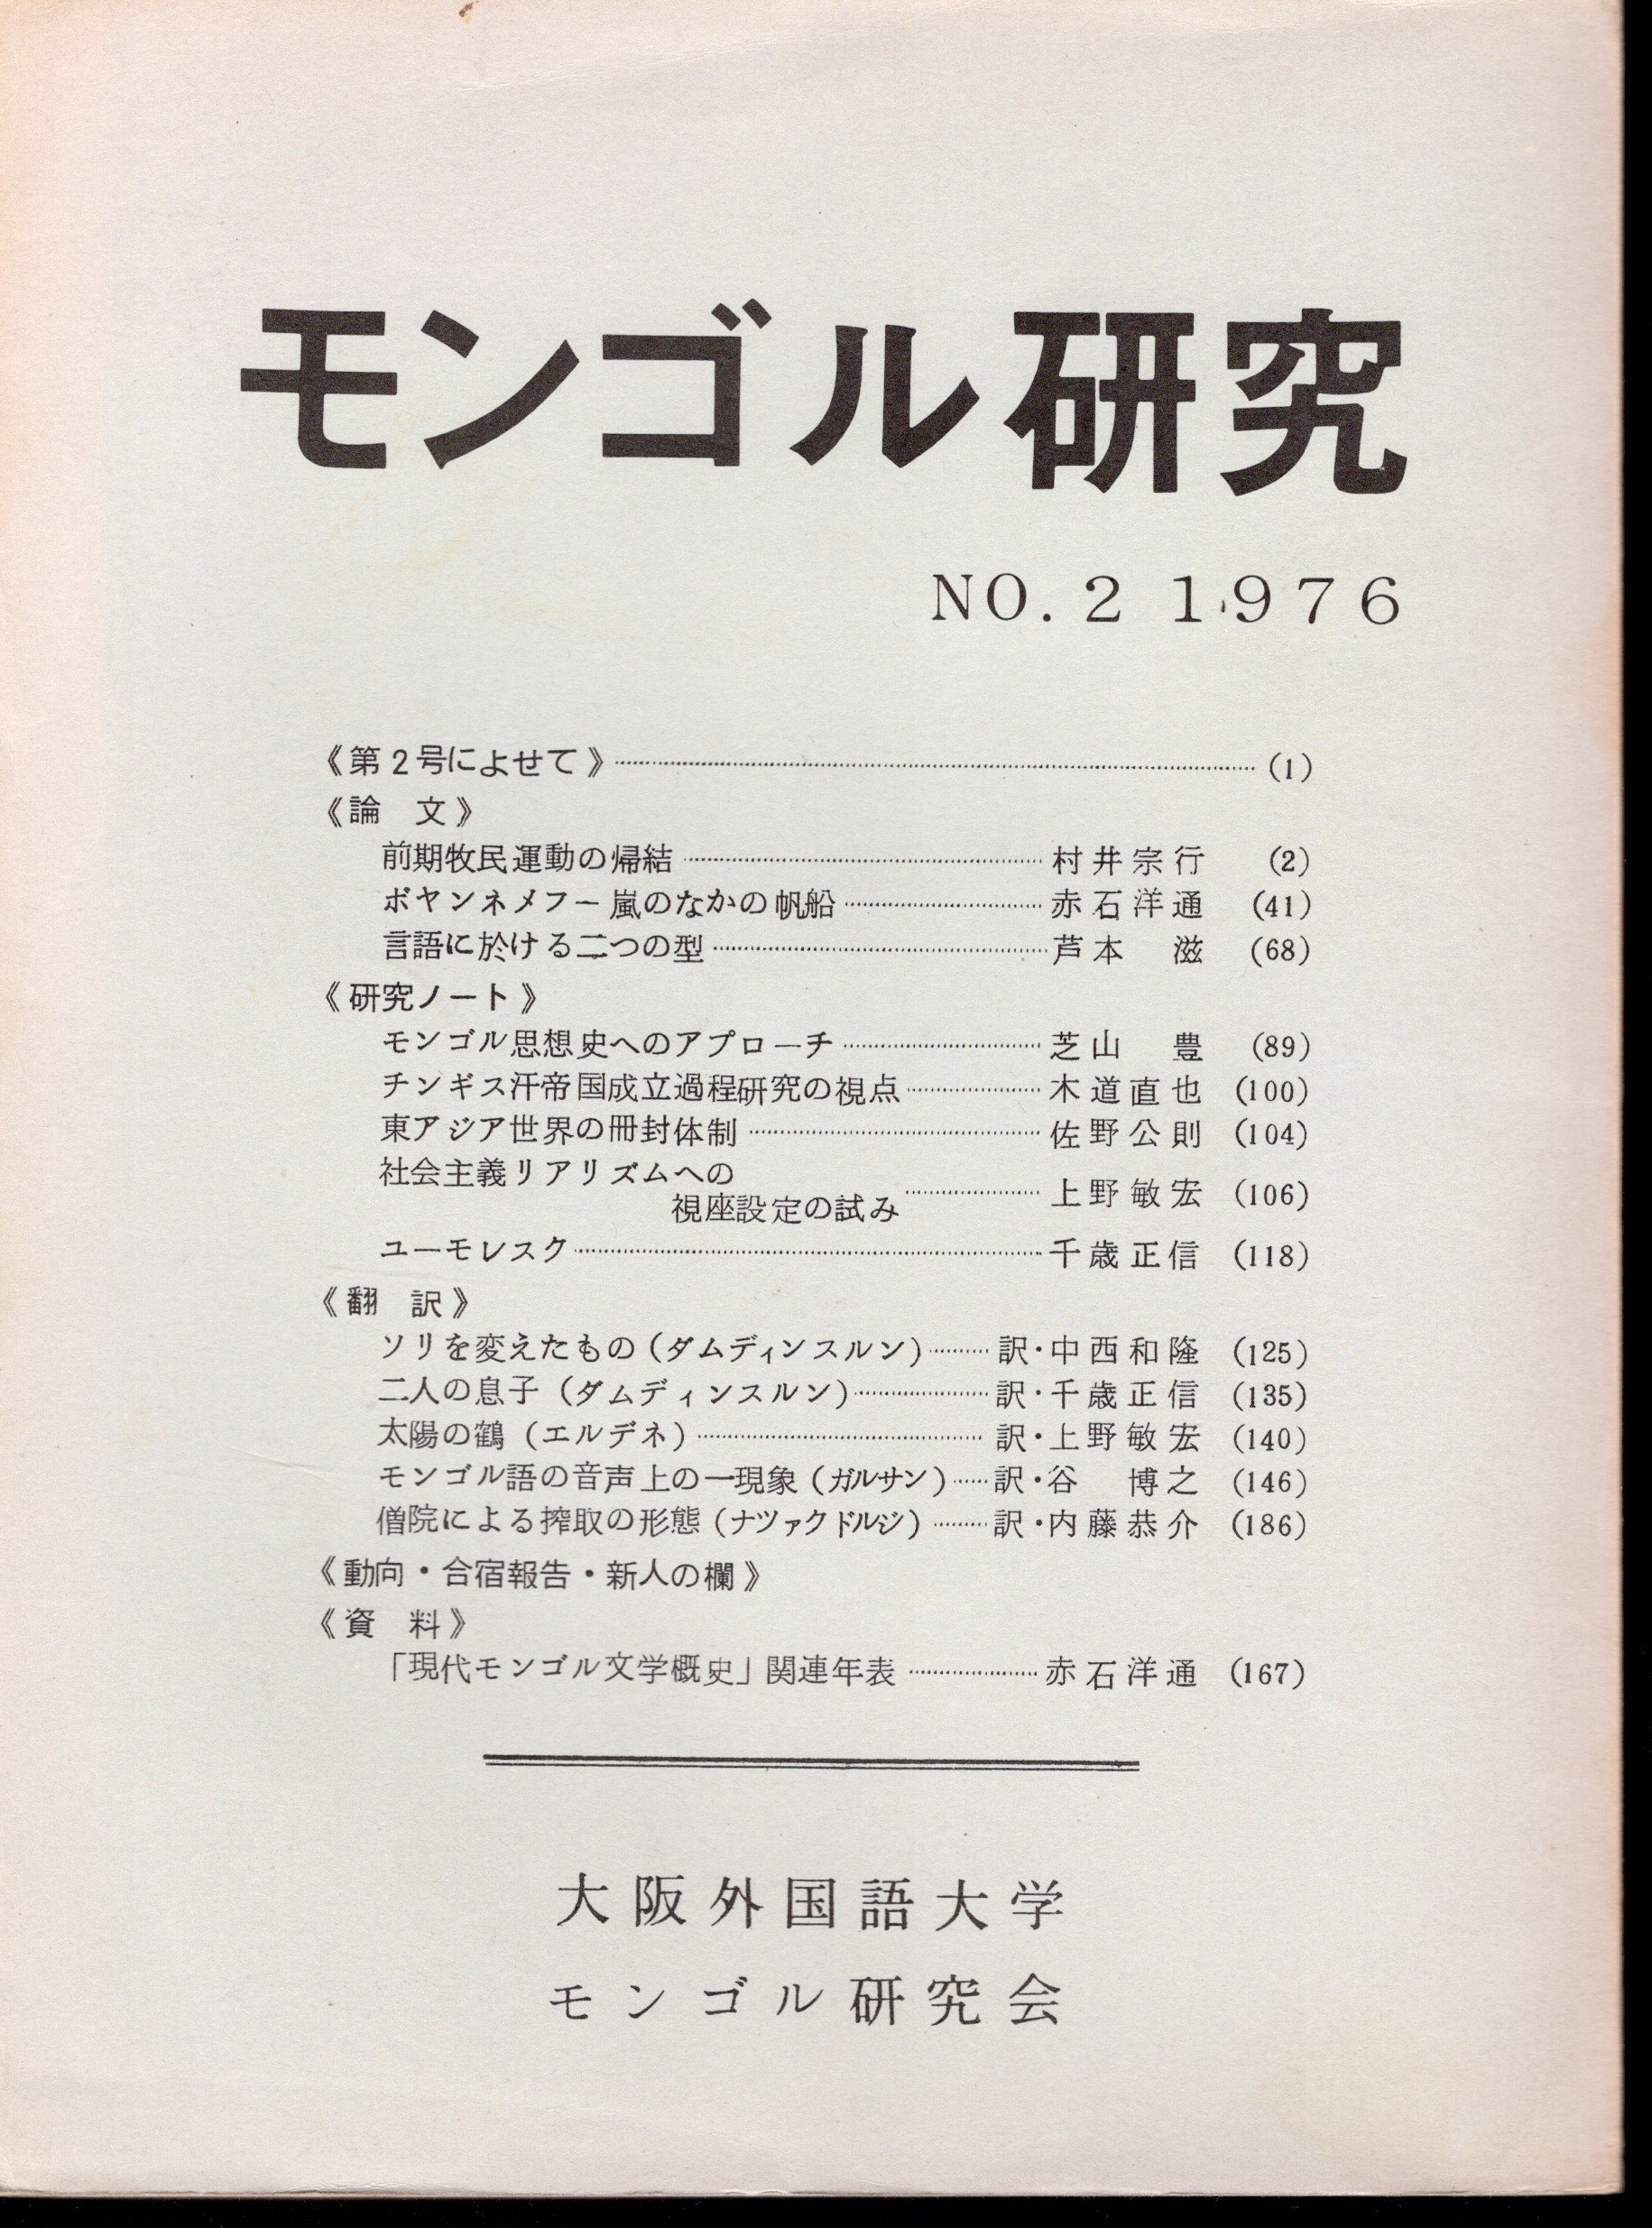 モンゴル研究
NO.2 1976
《第2号によせて》……(1)
《論　文》
前期牧民運動の帰結……村井宗行 (2)
ボヤンネメフー嵐のなかの帆船……赤石洋通 (41)
言語に於ける二つの型……芦本　滋 (68)
《研究ノート》
モンゴル思想史へのアプローチ……芝山　豊 (89)
チンギス汗帝国成立過程研究の視点……木道直也 (100)
東アジア世界の冊封体制……佐野公則 (104)
社会主義リアリズムへの
視座設定の試み……上野敏宏 (106)
ユーモレスク……千歳正信 (118)
《翻　訳》
ソリを変えたもの(ダムディンスルン)……訳・中西和隆 (125)
二人の息子(ダムディンスルン)……訳・千歳正信 (135)
太陽の鶴(エルデネ)……訳・上野敏宏 (140)
モンゴル語の音声上の一現象(ガルサン)……訳・谷　博之 (146)
僧院による搾取の形態(ナツァクドルジ)……訳・内藤恭介 (186)
《動向・合宿報告・新人の欄》
《資　料》
「現代モンゴル文学概史」関連年表……赤石洋通 (167)
大阪外国語大学
モンゴル研究会